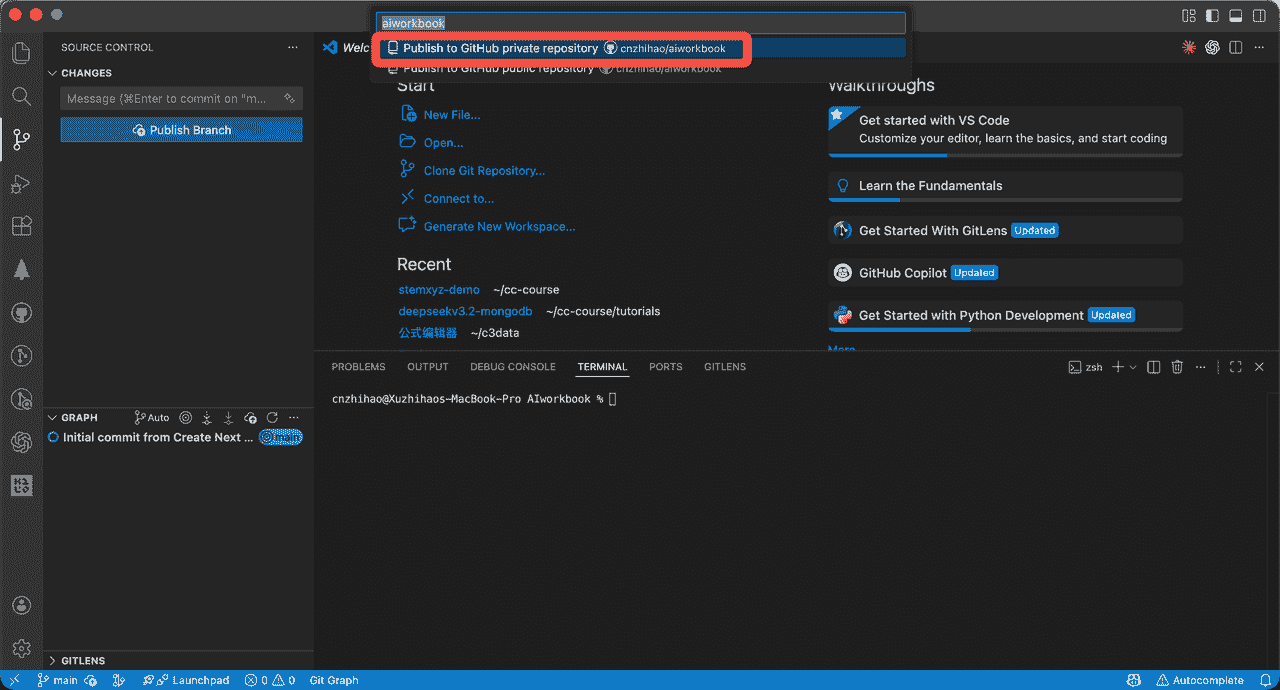 aiworkbook
SOURCE CONTROL
Welc
Publish to GitHub private repository cnzhihao/aiworkbook
Publish to GitHub public repository cnzhihao/aiworkbook
CHANGES
Message (⌘Enter to commit on "m...
Publish Branch
Start
New File...
Open...
Clone Git Repository...
Connect to...
Generate New Workspace...
Recent
stemxyz-demo ~/cc-course
deepseekv3.2-mongodb ~/cc-course/tutorials
公式编辑器 ~/c3data
Walkthroughs
Get started with VS Code
Customize your editor, learn the basics, and start coding
Learn the Fundamentals
Get Started With GitLens Updated
GitHub Copilot Updated
Get Started with Python Development Updated
More...
PROBLEMS OUTPUT DEBUG CONSOLE TERMINAL PORTS GITLENS zsh
cnzhihao@Xuzhihaos-MacBook-Pro AIworkbook %
GRAPH Auto
Initial commit from Create Next ... main
GITLENS
main Launchpad 0 0 Git Graph Autocomplete